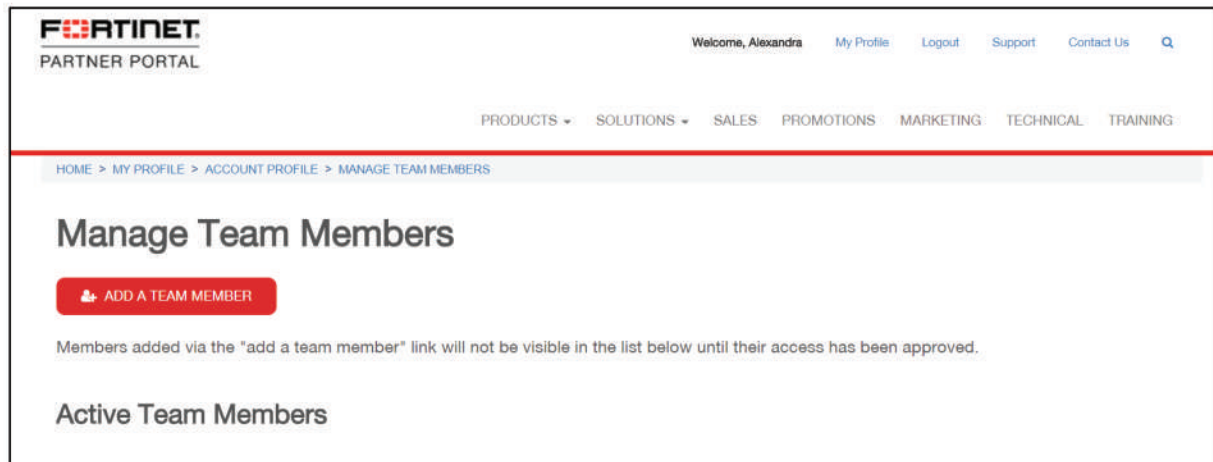 FORTINET
PARTNER PORTAL
Welcome, Alexandra My Profile Logout Support Contact Us
PRODUCTS SOLUTIONS SALES PROMOTIONS MARKETING TECHNICAL TRAINING
HOME > MY PROFILE > ACCOUNT PROFILE > MANAGE TEAM MEMBERS
Manage Team Members
ADD A TEAM MEMBER
Members added via the "add a team member" link will not be visible in the list below until their access has been approved.
Active Team Members